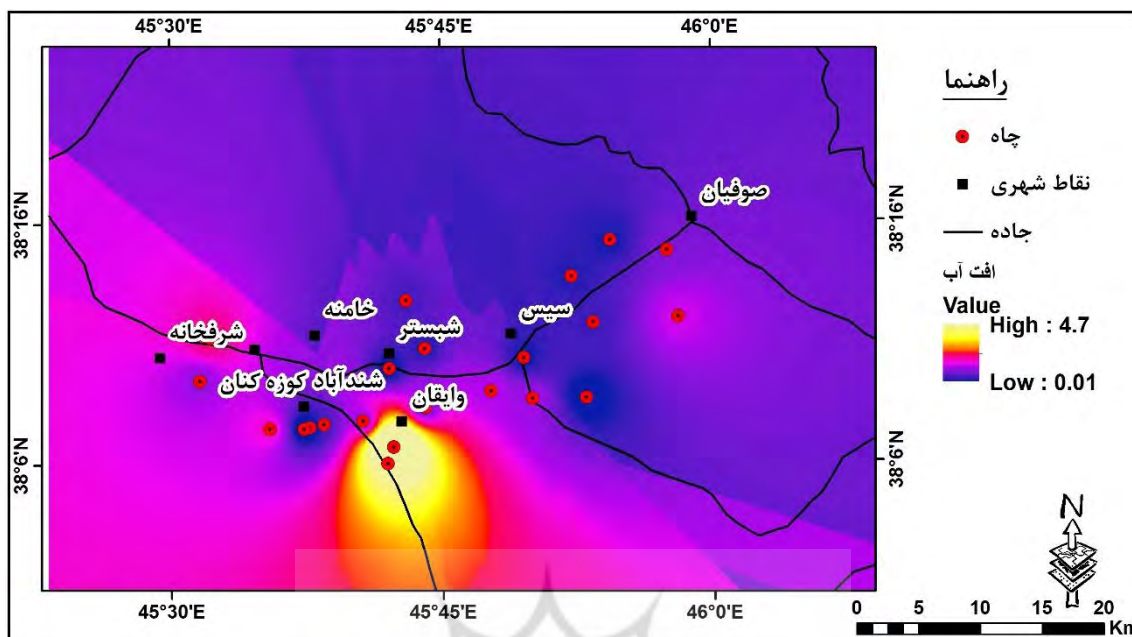 45°30'E 45°45'E 46°0'E
38°16'N 38°16'N
38°6'N 38°6'N
صوفیان
سیس
خامنه
شبستر
شرفخانه
شندآباد کوزه کنان
وایقان
45°30'E 45°45'E 46°0'E
راهنما
چاه
نقاط شهری
جاده
افت آب
Value
High : 4.7
Low : 0.01
N
0 5 10 15 20
Km